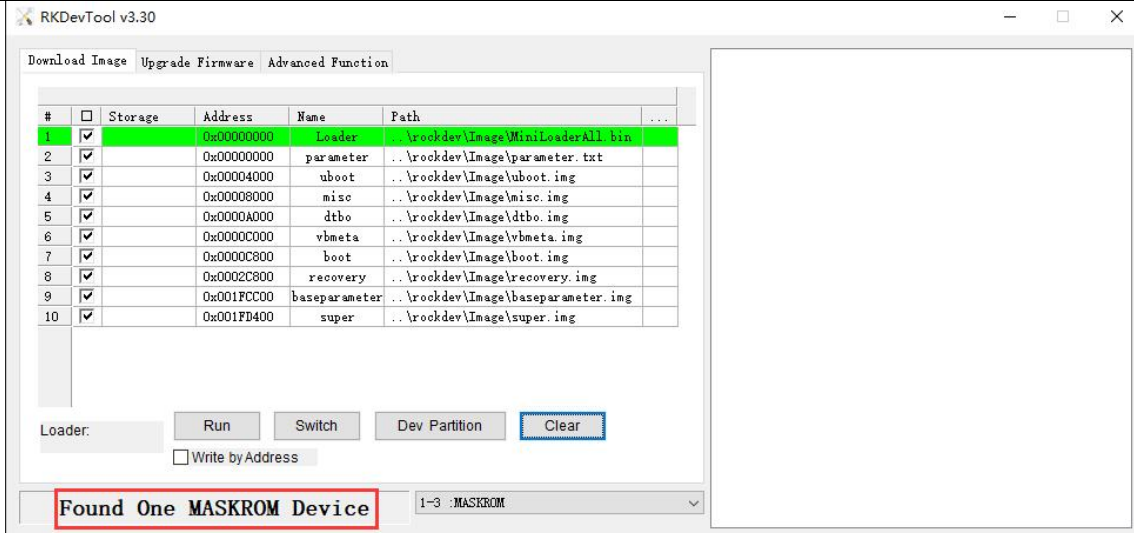 RKDevTool v3.30
Download Image Upgrade Firmware Advanced Function
# Storage Address Name Path ...
1 0x00000000 Loader ..\rockdev\Image\MiniLoaderAll.bin
2 0x00000000 parameter ..\rockdev\Image\parameter.txt
3 0x00004000 uboot ..\rockdev\Image\uboot.img
4 0x00008000 misc ..\rockdev\Image\misc.img
5 0x0000A000 dtbo ..\rockdev\Image\dtbo.img
6 0x0000C000 vbmeta ..\rockdev\Image\vbmeta.img
7 0x0000C800 boot ..\rockdev\Image\boot.img
8 0x0002C800 recovery ..\rockdev\Image\recovery.img
9 0x001FCC00 baseparameter ..\rockdev\Image\baseparameter.img
10 0x001FD400 super ..\rockdev\Image\super.img
Loader: Run Switch Dev Partition Clear
Write by Address
Found One MASKROM Device 1-3 :MASKROM